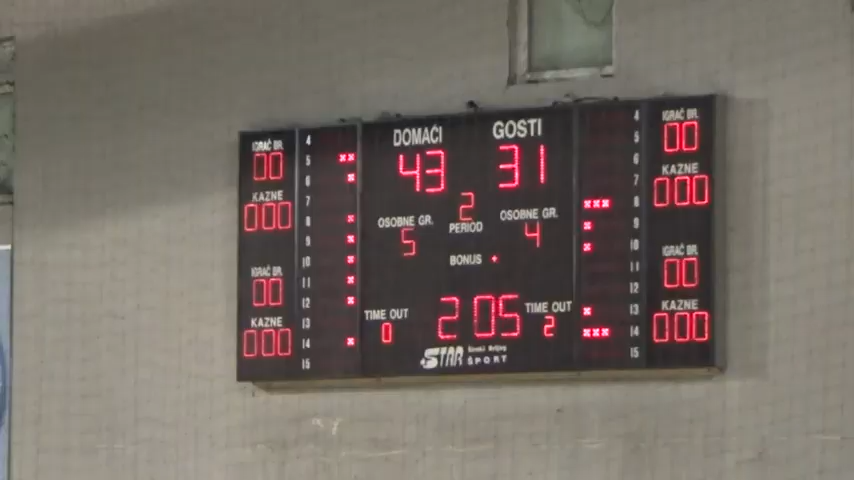 DOMAĆI GOSTI
43 31
2
PERIOD
OSOBNE GR. OSOBNE GR.
5 4
BONUS
TIME OUT TIME OUT
0 2 05 2
STAR
ŠPORT
IGRAČ BR.
00
KAZNE
000
IGRAČ BR.
00
KAZNE
000
4
5 xx
6 x
7
8 x
9 x
10 x
11 x
12 x
13
14 x
15
4
5
6
7
xxx 8
x 9
x 10
11
12
x 13
xxx 14
15
IGRAČ BR.
00
KAZNE
000
IGRAČ BR.
00
KAZNE
000